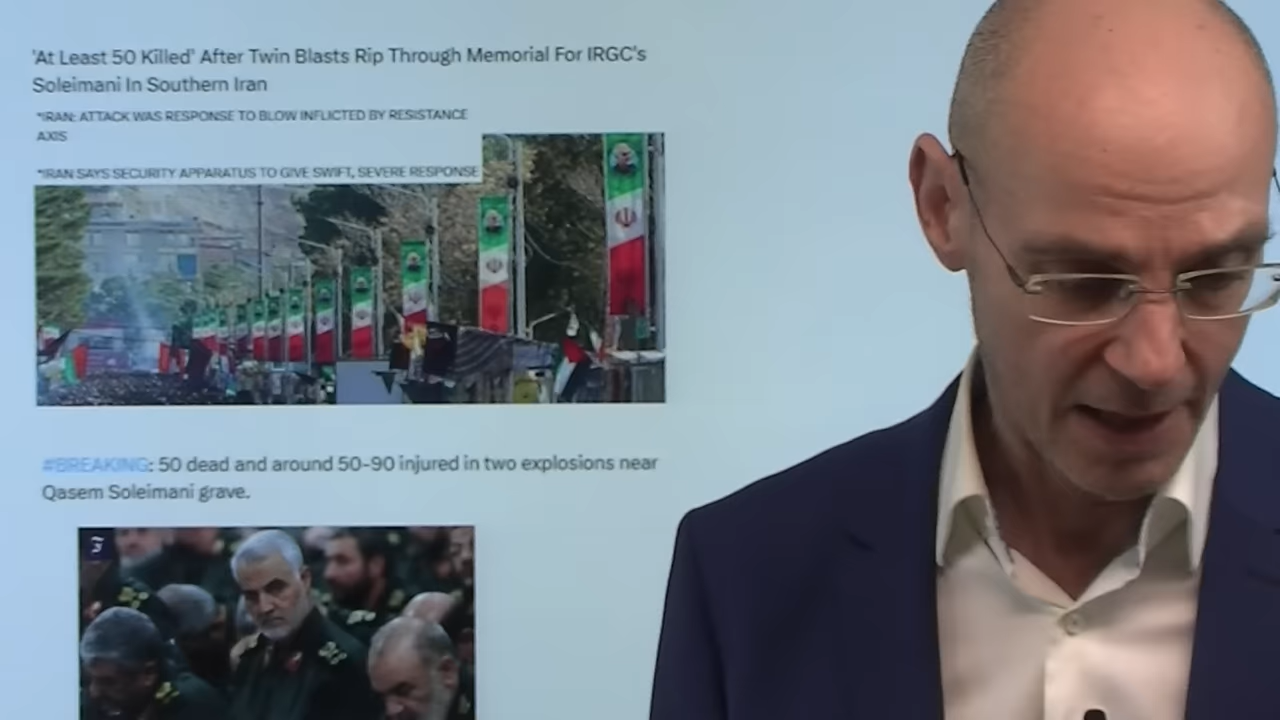 'At Least 50 Killed' After Twin Blasts Rip Through Memorial For IRGC's
Soleimani In Southern Iran
*IRAN: ATTACK WAS RESPONSE TO BLOW INFLICTED BY RESISTANCE
AXIS
*IRAN SAYS SECURITY APPARATUS TO GIVE SWIFT, SEVERE RESPONSE
#BREAKING: 50 dead and around 50-90 injured in two explosions near
Qasem Soleimani grave.